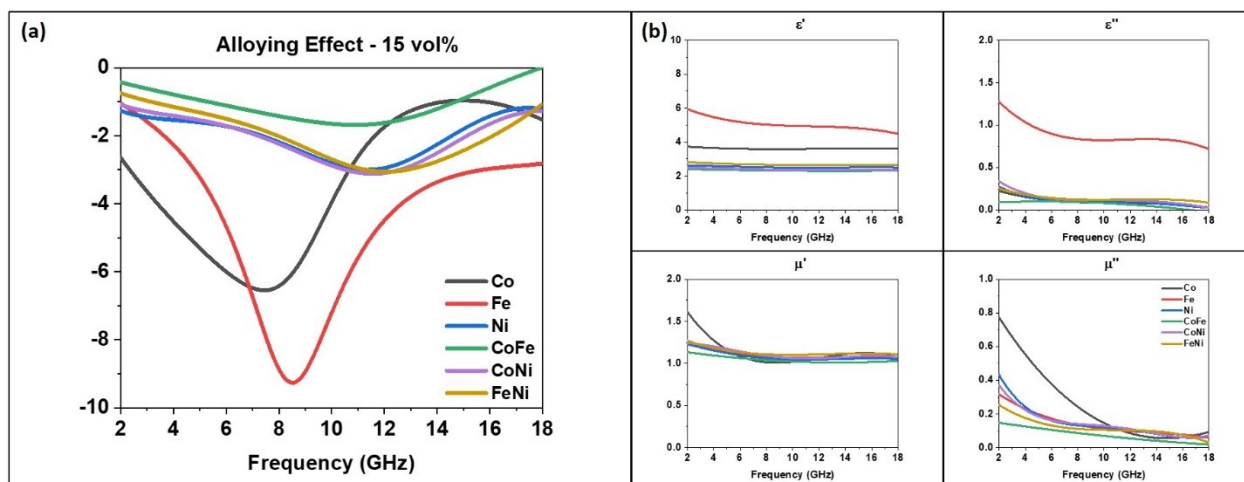 (a)
Alloying Effect - 15 vol%
0
-2
-4
-6
-8
-10
2 4 6 8 10 12 14 16 18
Frequency (GHz)
Co
Fe
Ni
CoFe
CoNi
FeNi
(b)
ε'
10
8
6
4
2
0
2 4 6 8 10 12 14 16 18
Frequency (GHz)
ε''
2.0
1.5
1.0
0.5
0.0
2 4 6 8 10 12 14 16 18
Frequency (GHz)
μ'
2.0
1.5
1.0
0.5
0.0
2 4 6 8 10 12 14 16 18
Frequency (GHz)
μ''
1.0
0.8
0.6
0.4
0.2
0.0
2 4 6 8 10 12 14 16 18
Frequency (GHz)
Co
Fe
Ni
CoFe
CoNi
FeNi